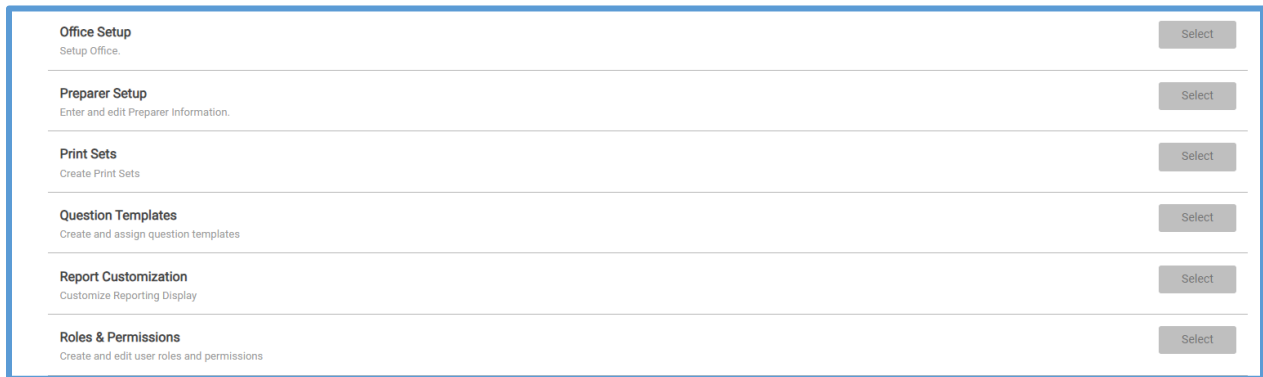 Office Setup
Select
Setup Office.
Preparer Setup
Select
Enter and edit Preparer Information.
Print Sets
Select
Create Print Sets
Question Templates
Select
Create and assign question templates
Report Customization
Select
Customize Reporting Display
Roles & Permissions
Select
Create and edit user roles and permissions